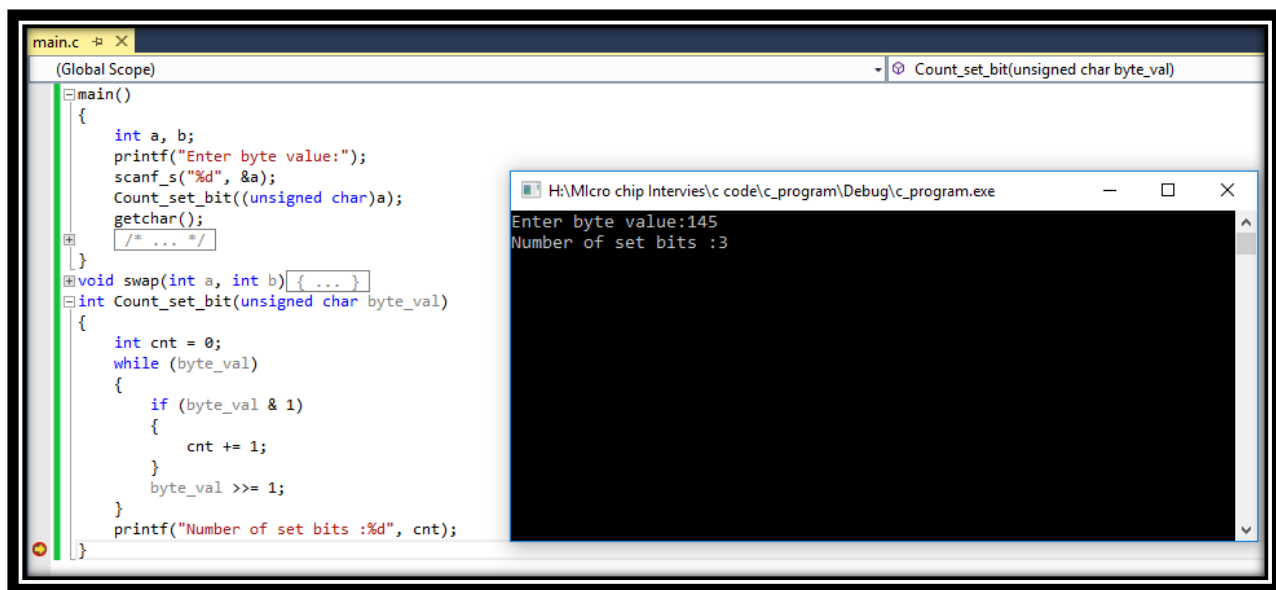 main.c
(Global Scope)
Count_set_bit(unsigned char byte_val)
main()
{
int a, b;
printf("Enter byte value:");
scanf_s("%d", &a);
Count_set_bit((unsigned char)a);
getchar();
/* ... */
}
void swap(int a, int b){ ... }
int Count_set_bit(unsigned char byte_val)
{
int cnt = 0;
while (byte_val)
{
if (byte_val & 1)
{
cnt += 1;
}
byte_val >>= 1;
}
printf("Number of set bits :%d", cnt);
}
H:\MIcro chip Intervies\c code\c_program\Debug\c_program.exe
Enter byte value:145
Number of set bits :3